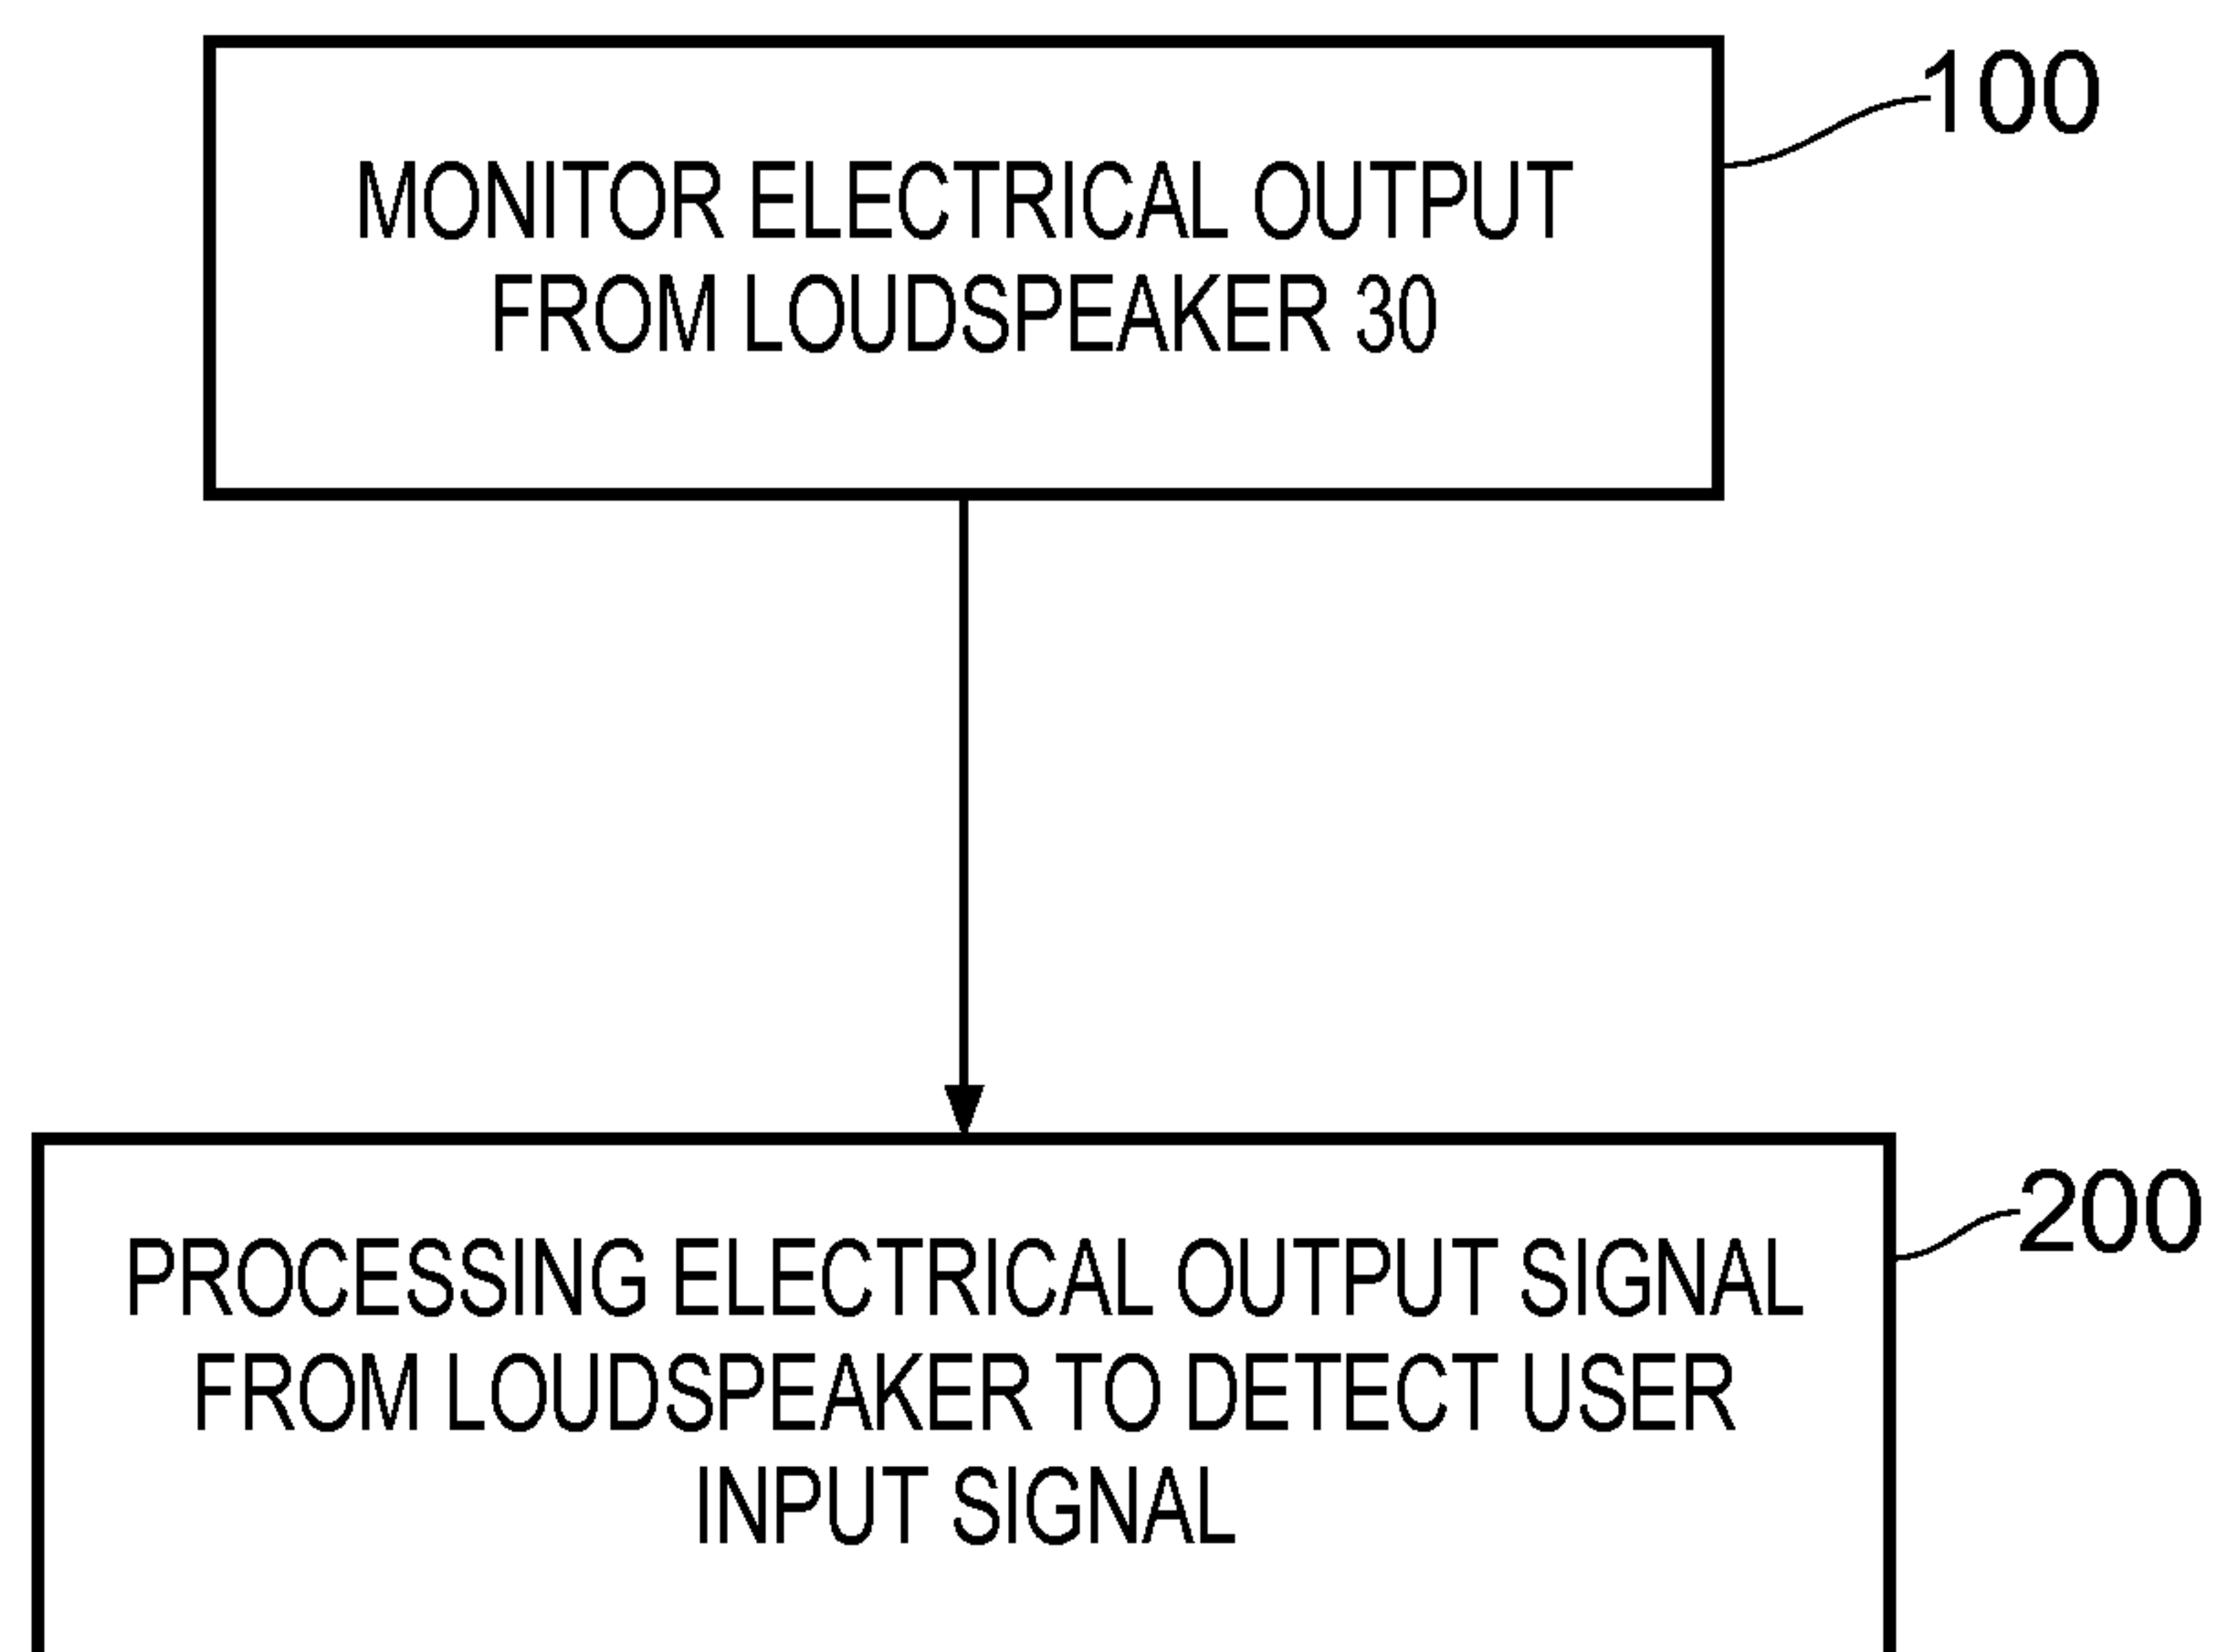 100
MONITOR ELECTRICAL OUTPUT
FROM LOUDSPEAKER 30
200
PROCESSING ELECTRICAL OUTPUT SIGNAL
FROM LOUDSPEAKER TO DETECT USER
INPUT SIGNAL